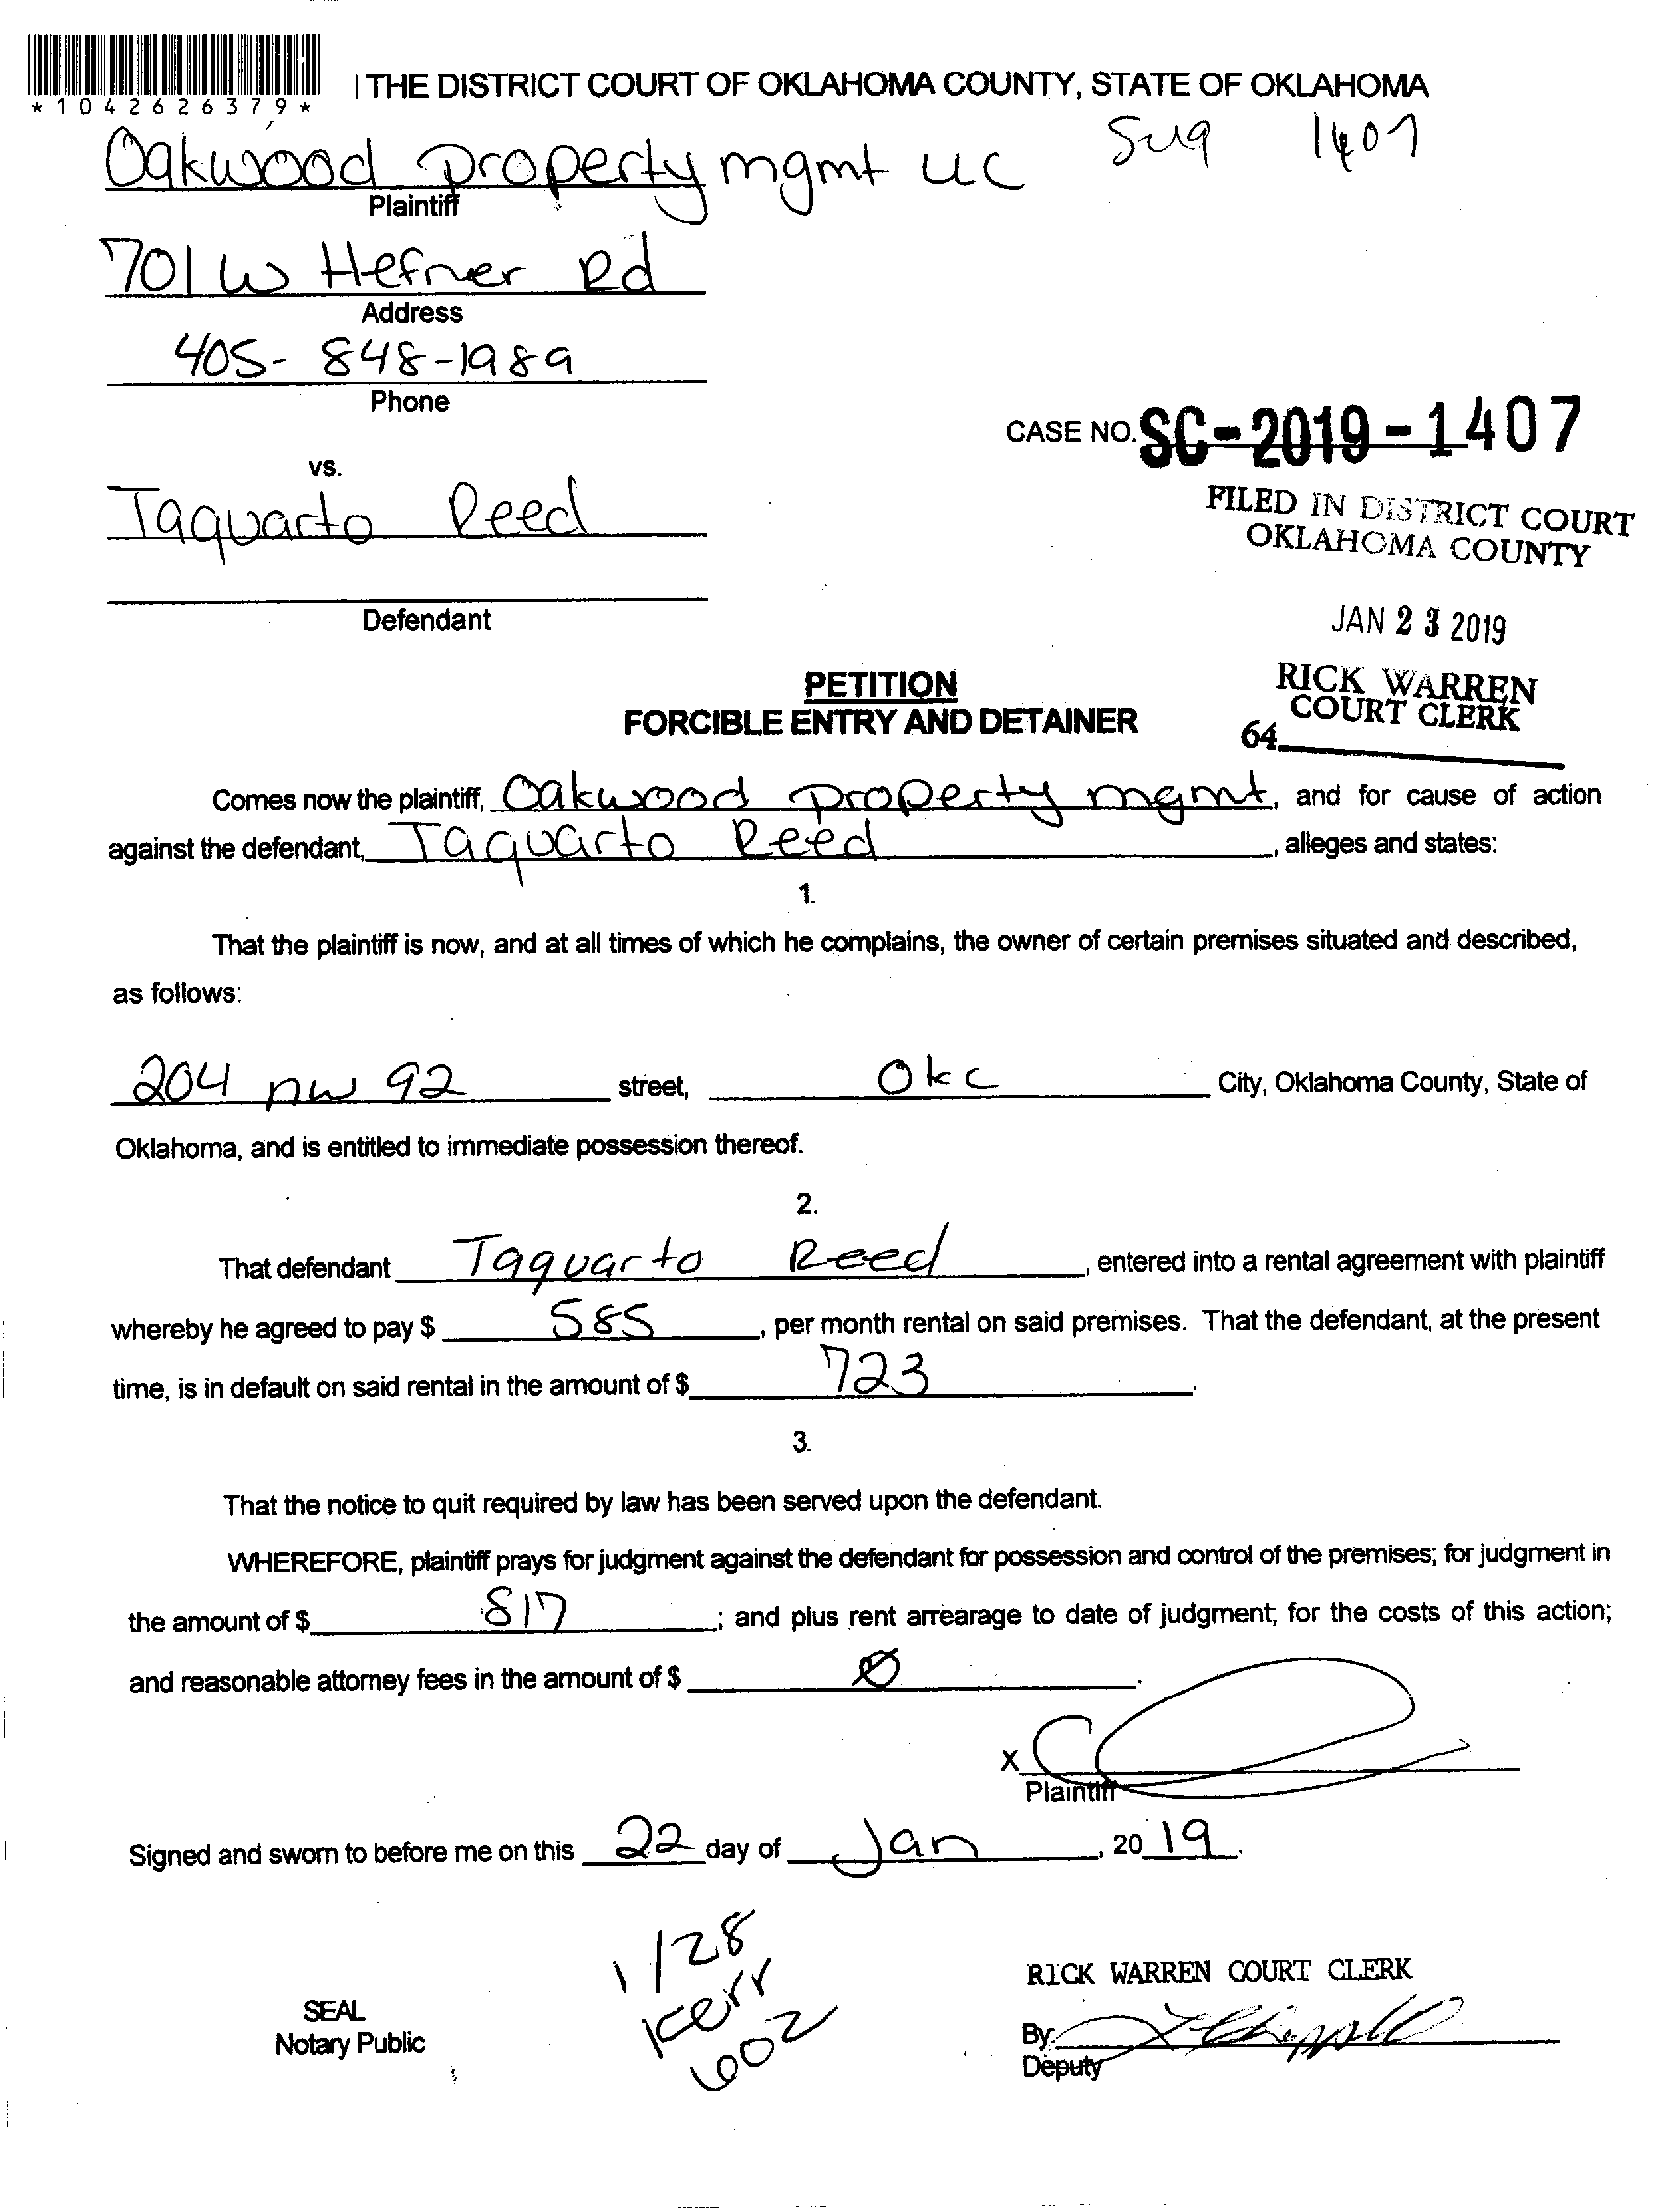 *1042626379*
THE DISTRICT COURT OF OKLAHOMA COUNTY, STATE OF OKLAHOMA
1407
Oakwood property mgmt LLC
Plaintiff
701 W Hefner Rd
Address
405-848-1989
Phone
CASE NO. SC-2019-1407
vs.
FILED IN DISTRICT COURT
OKLAHOMA COUNTY
Taquarto Reed
Defendant
JAN 23 2019
RICK WARREN
COURT CLERK
64
PETITION
FORCIBLE ENTRY AND DETAINER
Comes now the plaintiff, Oakwood property mgmt, and for cause of action
against the defendant, Taquarto Reed, alleges and states:
1.
That the plaintiff is now, and at all times of which he complains, the owner of certain premises situated and described,
as follows:
204 nw 92 street, OKC City, Oklahoma County, State of
Oklahoma, and is entitled to immediate possession thereof.
2.
That defendant Taquarto Reed, entered into a rental agreement with plaintiff
whereby he agreed to pay $ 585, per month rental on said premises. That the defendant, at the present
time, is in default on said rental in the amount of $ 723.
3.
That the notice to quit required by law has been served upon the defendant.
WHEREFORE, plaintiff prays for judgment against the defendant for possession and control of the premises; for judgment in
the amount of $ 817; and plus rent arrearage to date of judgment; for the costs of this action;
and reasonable attorney fees in the amount of $ Ø.
X
Plaintiff
Signed and sworn to before me on this 22 day of Jan, 2019.
1/28
Kerr
602
SEAL
Notary Public
RICK WARREN COURT CLERK
By
Deputy